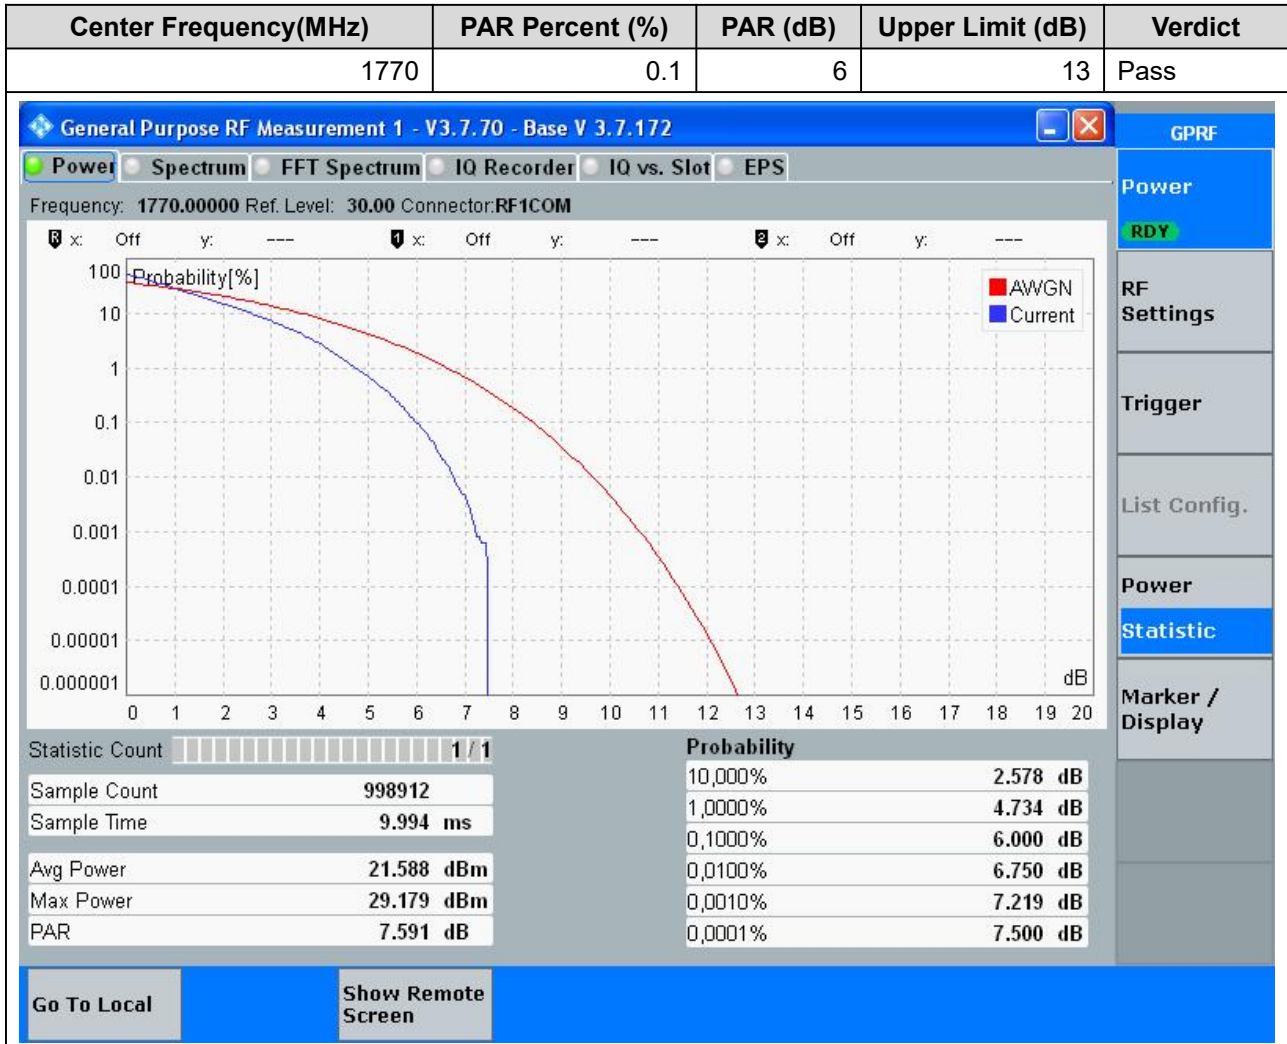 Center Frequency(MHz) PAR Percent (%) PAR (dB) Upper Limit (dB) Verdict
1770 0.1 6 13 Pass
General Purpose RF Measurement 1 - V3.7.70 - Base V 3.7.172
GPRF
Power Spectrum FFT Spectrum IQ Recorder IQ vs. Slot EPS
Frequency: 1770.00000 Ref. Level: 30.00 Connector:RF1COM
R x: Off y: --- 1 x: Off y: --- 2 x: Off y: ---
100 Probability[%]
AWGN
Current
10
1
0.1
0.01
0.001
0.0001
0.00001
0.000001
dB
0 1 2 3 4 5 6 7 8 9 10 11 12 13 14 15 16 17 18 19 20
Statistic Count 1 / 1
Sample Count 998912
Sample Time 9.994 ms
Avg Power 21.588 dBm
Max Power 29.179 dBm
PAR 7.591 dB
Probability
10,000% 2.578 dB
1,0000% 4.734 dB
0,1000% 6.000 dB
0,0100% 6.750 dB
0,0010% 7.219 dB
0,0001% 7.500 dB
Power
RDY
RF
Settings
Trigger
List Config.
Power
Statistic
Marker /
Display
Go To Local
Show Remote
Screen